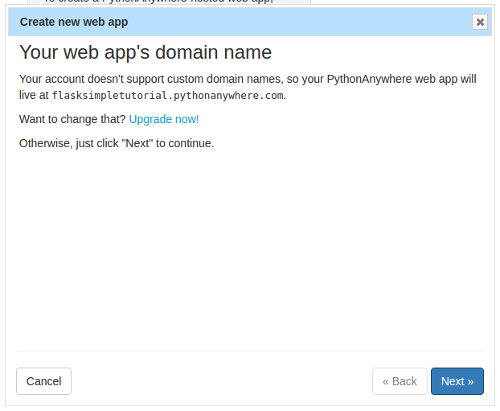 To create a PythonAnywhere-hosted web app,
Create new web app
Your web app's domain name
Your account doesn't support custom domain names, so your PythonAnywhere web app will
live at flasksimpletutorial.pythonanywhere.com.
Want to change that? Upgrade now!
Otherwise, just click "Next" to continue.
Cancel
« Back
Next »